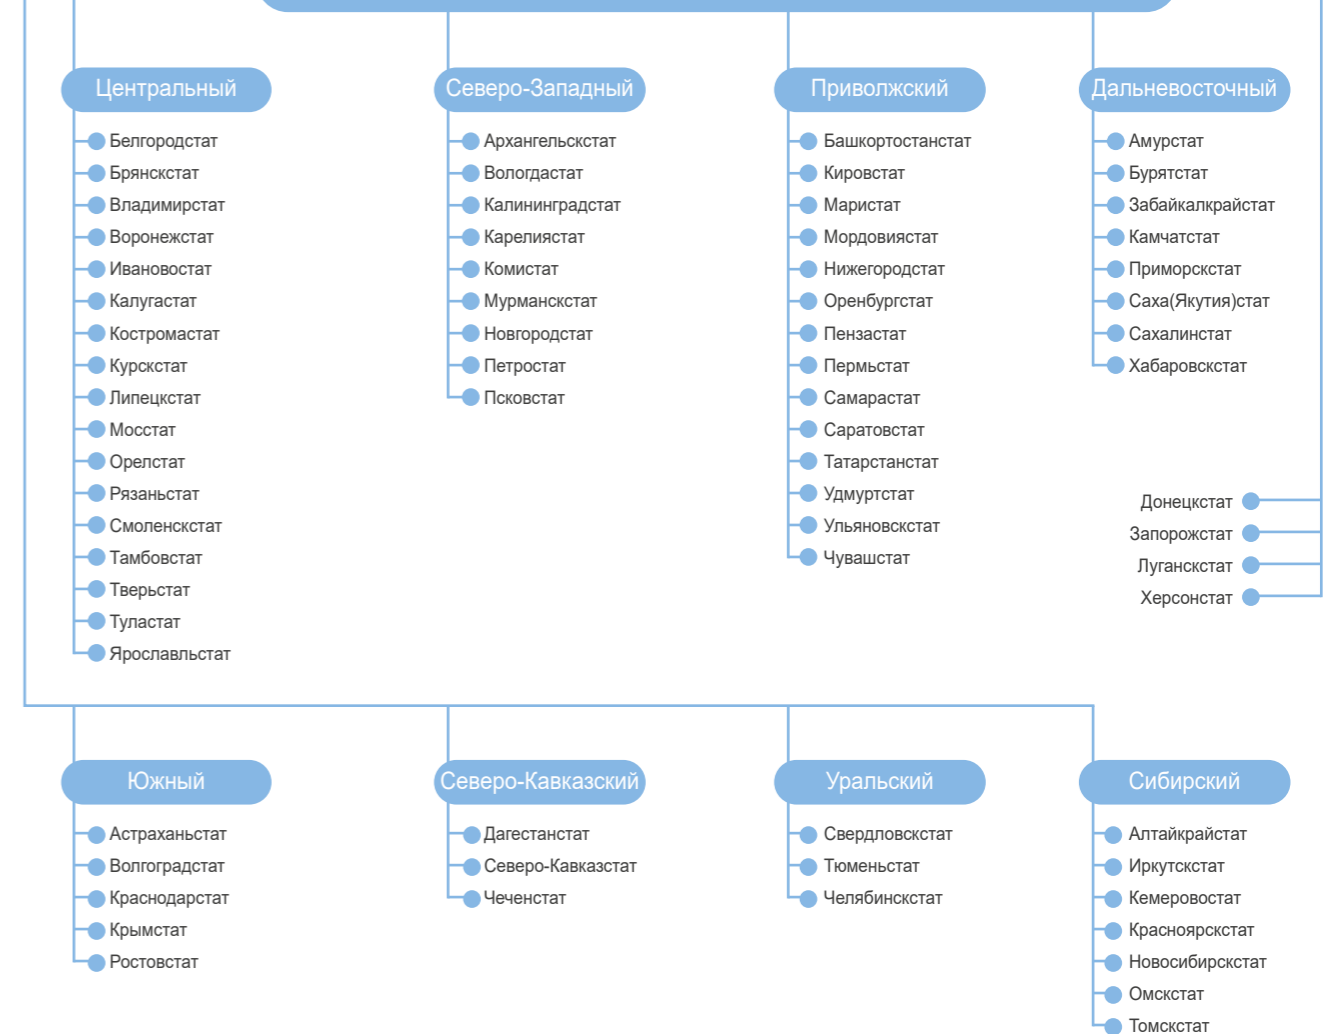 Центральный
Белгородстат
Брянскстат
Владимирстат
Воронежстат
Ивановостат
Калугастат
Костромастат
Курскстат
Липецкстат
Мосстат
Орелстат
Рязаньстат
Смоленскстат
Тамбовстат
Тверьстат
Туластат
Ярославльстат
Северо-Западный
Архангельскстат
Вологдастат
Калининградстат
Карелиястат
Комистат
Мурманскстат
Новгородстат
Петростат
Псковстат
Приволжский
Башкортостанстат
Кировстат
Маристат
Мордовиястат
Нижегородстат
Оренбургстат
Пензастат
Пермьстат
Самарастат
Саратовстат
Татарстанстат
Удмуртстат
Ульяновскстат
Чувашстат
Дальневосточный
Амурстат
Бурятстат
Забайкалкрайстат
Камчатстат
Приморскстат
Саха(Якутия)стат
Сахалинстат
Хабаровскстат
Донецкстат
Запорожстат
Луганскстат
Херсонстат
Южный
Астраханьстат
Волгоградстат
Краснодарстат
Крымстат
Ростовстат
Северо-Кавказский
Дагестанстат
Северо-Кавказстат
Чеченстат
Уральский
Свердловскстат
Тюменьстат
Челябинскстат
Сибирский
Алтайкрайстат
Иркутскстат
Кемеровостат
Красноярскстат
Новосибирскстат
Омскстат
Томскстат